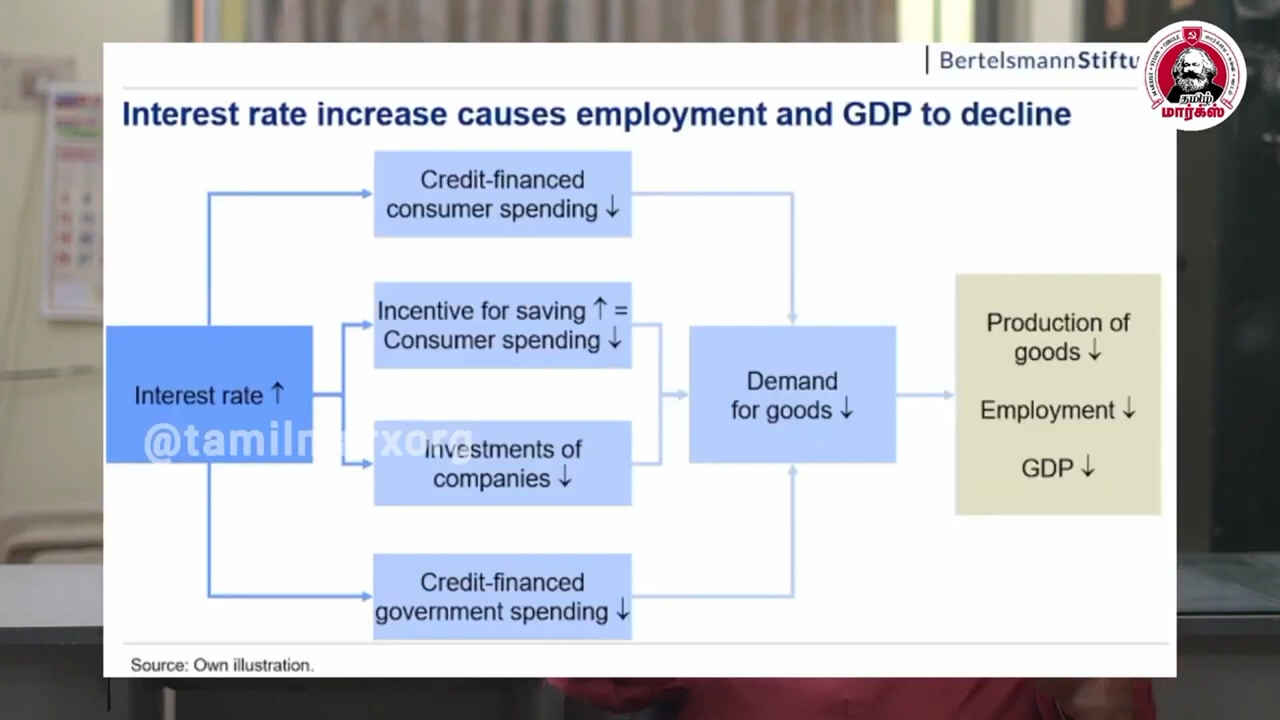 BertelsmannStiftu
தமிழ்
மார்க்ஸ்
Interest rate increase causes employment and GDP to decline
Credit-financed
consumer spending ↓
Incentive for saving ↑ =
Consumer spending ↓
Interest rate ↑
@tamilmarxorg
Investments of
companies ↓
Credit-financed
government spending ↓
Demand
for goods ↓
Production of
goods ↓
Employment ↓
GDP ↓
Source: Own illustration.